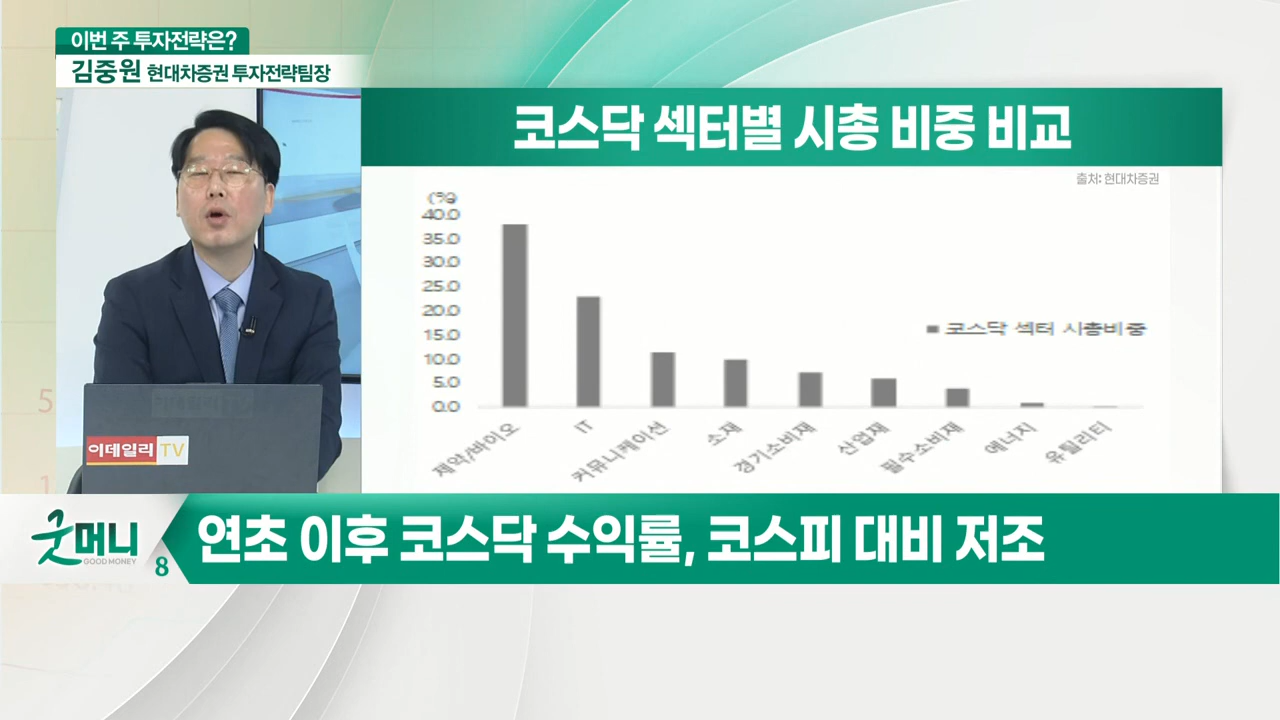 이번 주 투자전략은?
김중원 현대차증권 투자전략팀장
코스닥 섹터별 시총 비중 비교
출처: 현대차증권
(%)
40.0
35.0
30.0
25.0
20.0
15.0
10.0
5.0
0.0
코스닥 섹터 시총비중
제약/바이오
IT
커뮤니케이션
소재
경기소비재
산업재
필수소비재
에너지
유틸리티
이데일리 TV
굿머니
GOOD MONEY
8
연초 이후 코스닥 수익률, 코스피 대비 저조
5
1